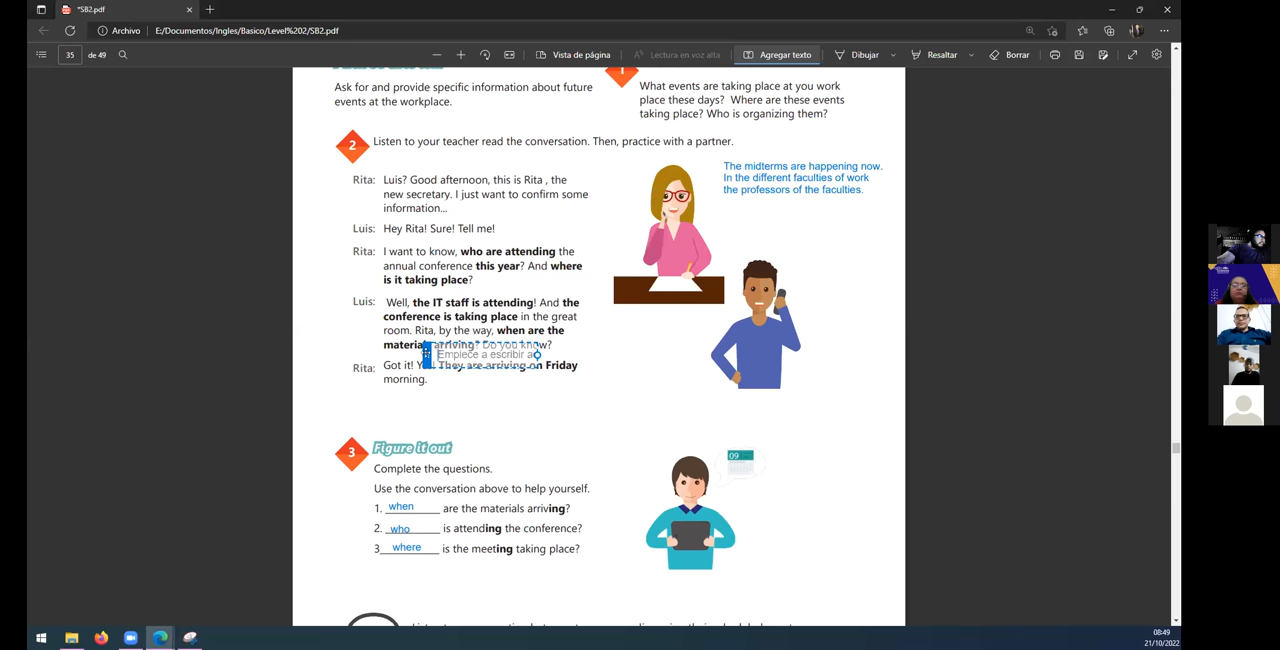 *SB2.pdf
Archivo
E:/Documentos/Ingles/Basico/Level%202/SB2.pdf
35
de 49
Vista de página
Lectura en voz alta
Agregar texto
Dibujar
Resaltar
Borrar
Ask for and provide specific information about future
events at the workplace.
1
What events are taking place at you work
place these days? Where are these events
taking place? Who is organizing them?
2
Listen to your teacher read the conversation. Then, practice with a partner.
The midterms are happening now.
In the different faculties of work
the professors of the faculties.
Rita: Luis? Good afternoon, this is Rita , the
new secretary. I just want to confirm some
information...
Luis: Hey Rita! Sure! Tell me!
Rita: I want to know, who are attending the
annual conference this year? And where
is it taking place?
Luis: Well, the IT staff is attending! And the
conference is taking place in the great
room. Rita, by the way, when are the
materials arriving? Do you know?
Empiece a escribir a
Rita: Got it! They are arriving on Friday
morning.
3
Figure it out
Complete the questions.
Use the conversation above to help yourself.
1. when are the materials arriving?
2. who is attending the conference?
3 where is the meeting taking place?
09
08:49
21/10/2022